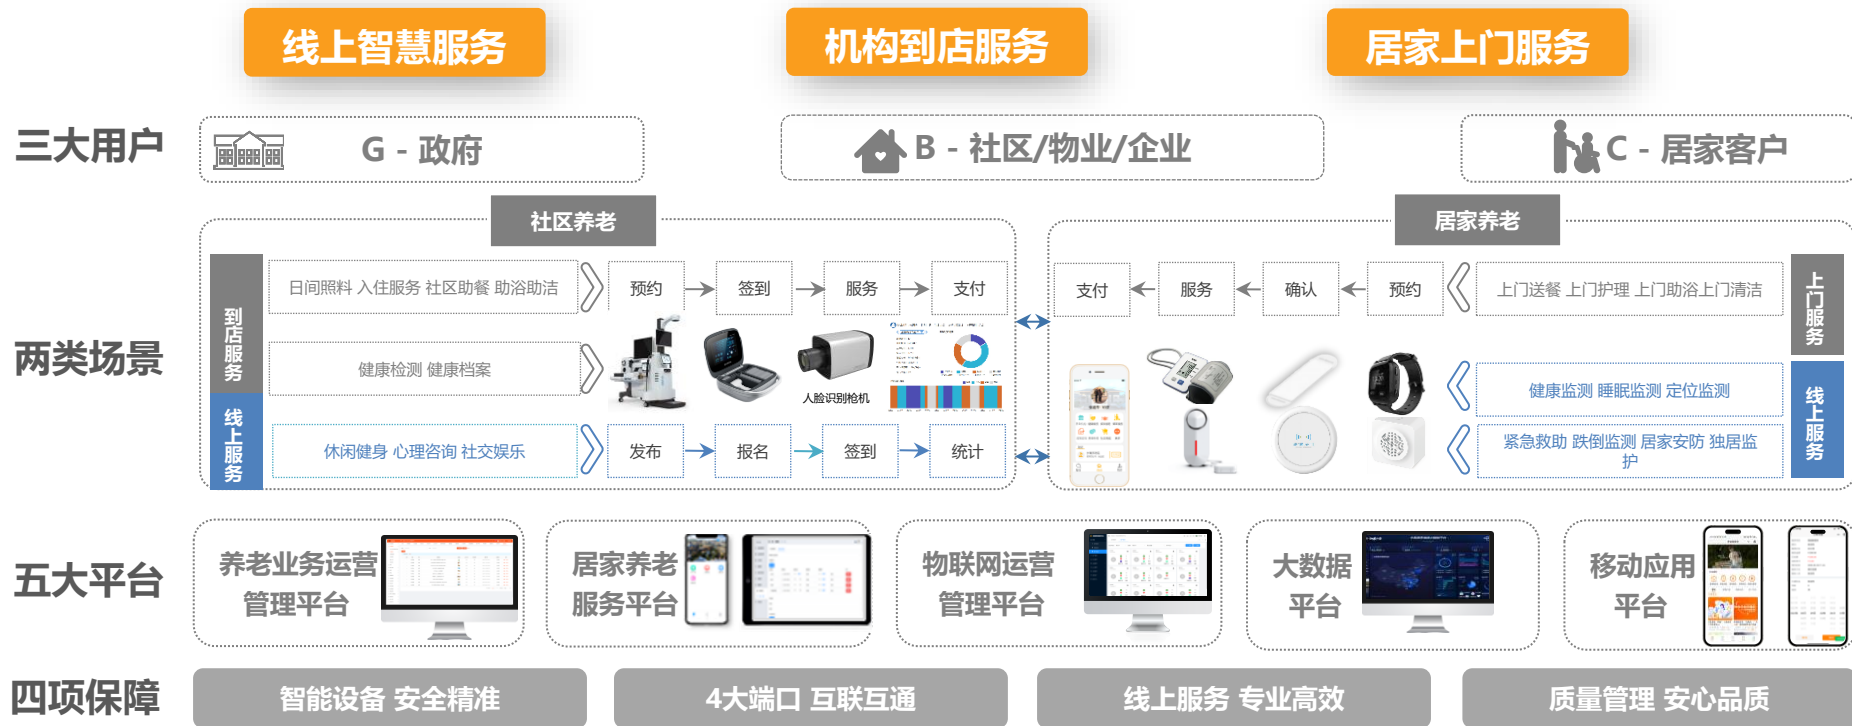 线上智慧服务
机构到店服务
居家上门服务
三大用户
G - 政府
B - 社区/物业/企业
C - 居家客户
两类场景
社区养老
到店服务
日间照料 入住服务 社区助餐 助浴助洁
预约
签到
服务
支付
健康检测 健康档案
人脸识别枪机
线上服务
休闲健身 心理咨询 社交娱乐
发布
报名
签到
统计
居家养老
支付
服务
确认
预约
上门送餐 上门护理 上门助浴上门清洁
上门服务
健康监测 睡眠监测 定位监测
紧急救助 跌倒监测 居家安防 独居监
护
线上服务
五大平台
养老业务运营
管理平台
居家养老
服务平台
物联网运营
管理平台
大数据
平台
移动应用
平台
四项保障
智能设备 安全精准
4大端口 互联互通
线上服务 专业高效
质量管理 安心品质